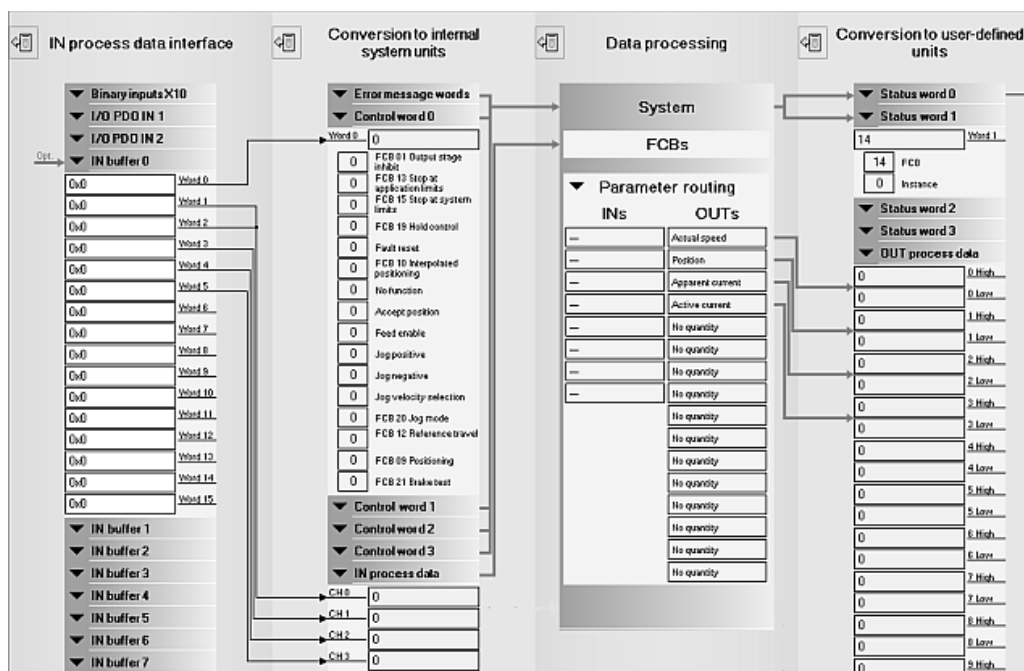 IN process data interface
Binary inputs X10
I/O PDO IN 1
I/O PDO IN 2
Opt.
IN buffer 0
0x0 Word 0
0x0 Word 1
0x0 Word 2
0x0 Word 3
0x0 Word 4
0x0 Word 5
0x0 Word 6
0x0 Word 7
0x0 Word 8
0x0 Word 9
0x0 Word 10
0x0 Word 11
0x0 Word 12
0x0 Word 13
0x0 Word 14
0x0 Word 15
IN buffer 1
IN buffer 2
IN buffer 3
IN buffer 4
IN buffer 5
IN buffer 6
IN buffer 7
Conversion to internal
system units
Error message words
Control word 0
Word 0 0
0 FCB 01 Output stage
inhibit
0 FCB 13 Stop at
application limits
0 FCB 15 Stop at system
limits
0 FCB 19 Hold control
0 Fault reset
0 FCB 10 Interpolated
positioning
0 No function
0 Accept position
0 Feed enable
0 Jog positive
0 Jog negative
0 Jog velocity selection
0 FCB 20 Jog mode
0 FCB 12 Reference travel
0 FCB 09 Positioning
0 FCB 21 Brake test
Control word 1
Control word 2
Control word 3
IN process data
CH 0 0
CH 1 0
CH 2 0
CH 3 0
Data processing
System
FCBs
Parameter routing
INs OUTs
— Actual speed
— Position
— Apparent current
— Active current
— No quantity
— No quantity
— No quantity
— No quantity
No quantity
No quantity
No quantity
No quantity
No quantity
No quantity
No quantity
No quantity
Conversion to user-defined
units
Status word 0
Status word 1
14 Word 1
14 FCB
0 Instance
Status word 2
Status word 3
OUT process data
0 0 High
0 0 Low
0 1 High
0 1 Low
0 2 High
0 2 Low
0 3 High
0 3 Low
0 4 High
0 4 Low
0 5 High
0 5 Low
0 6 High
0 6 Low
0 7 High
0 7 Low
0 8 High
0 8 Low
0 9 High